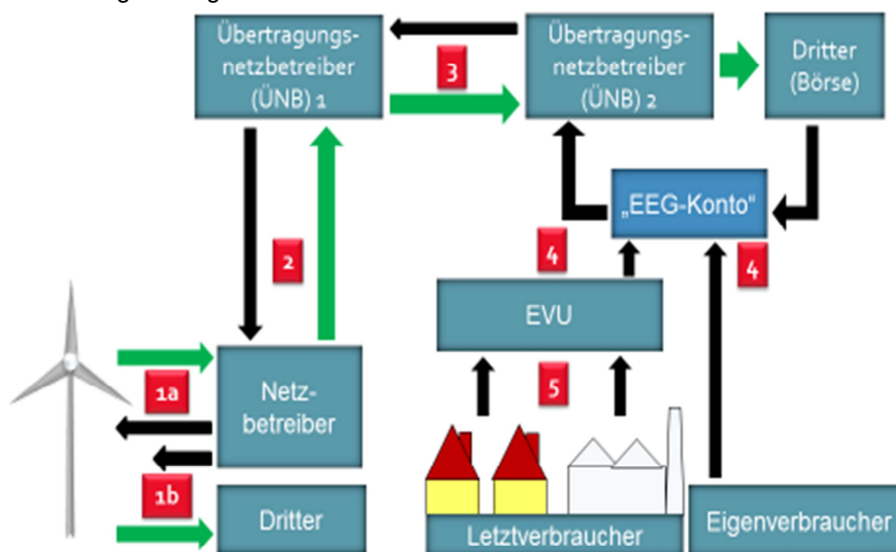 Übertragungs-
netzbetreiber
(ÜNB) 1
3
Übertragungs-
netzbetreiber
(ÜNB) 2
Dritter
(Börse)
„EEG-Konto“
2
4
4
EVU
1a
Netz-
betreiber
5
1b
Dritter
Letztverbraucher
Eigenverbraucher